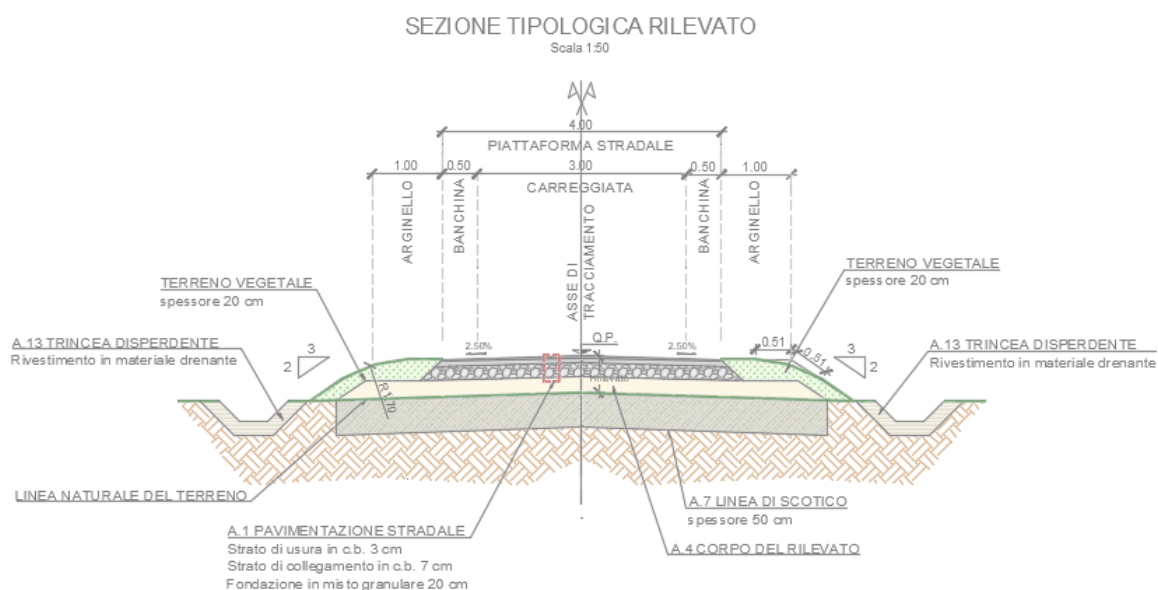 SEZIONE TIPOLOGICA RILEVATO
Scala 1:50
4.00
PIATTAFORMA STRADALE
1.00
0.50
3.00
0.50
1.00
CARREGGIATA
ARGINELLO
BANCHINA
ASSE DI
TRACCIAMENTO
BANCHINA
ARGINELLO
TERRENO VEGETALE
spessore 20 cm
TERRENO VEGETALE
spessore 20 cm
A.13 TRINCEA DISPERDENTE
Rivestimento in materiale drenante
3
2
2.50%
Q.P.
2.50%
0.51
0.51
3
2
A.13 TRINCEA DISPERDENTE
Rivestimento in materiale drenante
Rilevato
R1.70
LINEA NATURALE DEL TERRENO
A.7 LINEA DI SCOTICO
spessore 50 cm
A.1 PAVIMENTAZIONE STRADALE
Strato di usura in c.b. 3 cm
Strato di collegamento in c.b. 7 cm
Fondazione in misto granulare 20 cm
A.4 CORPO DEL RILEVATO